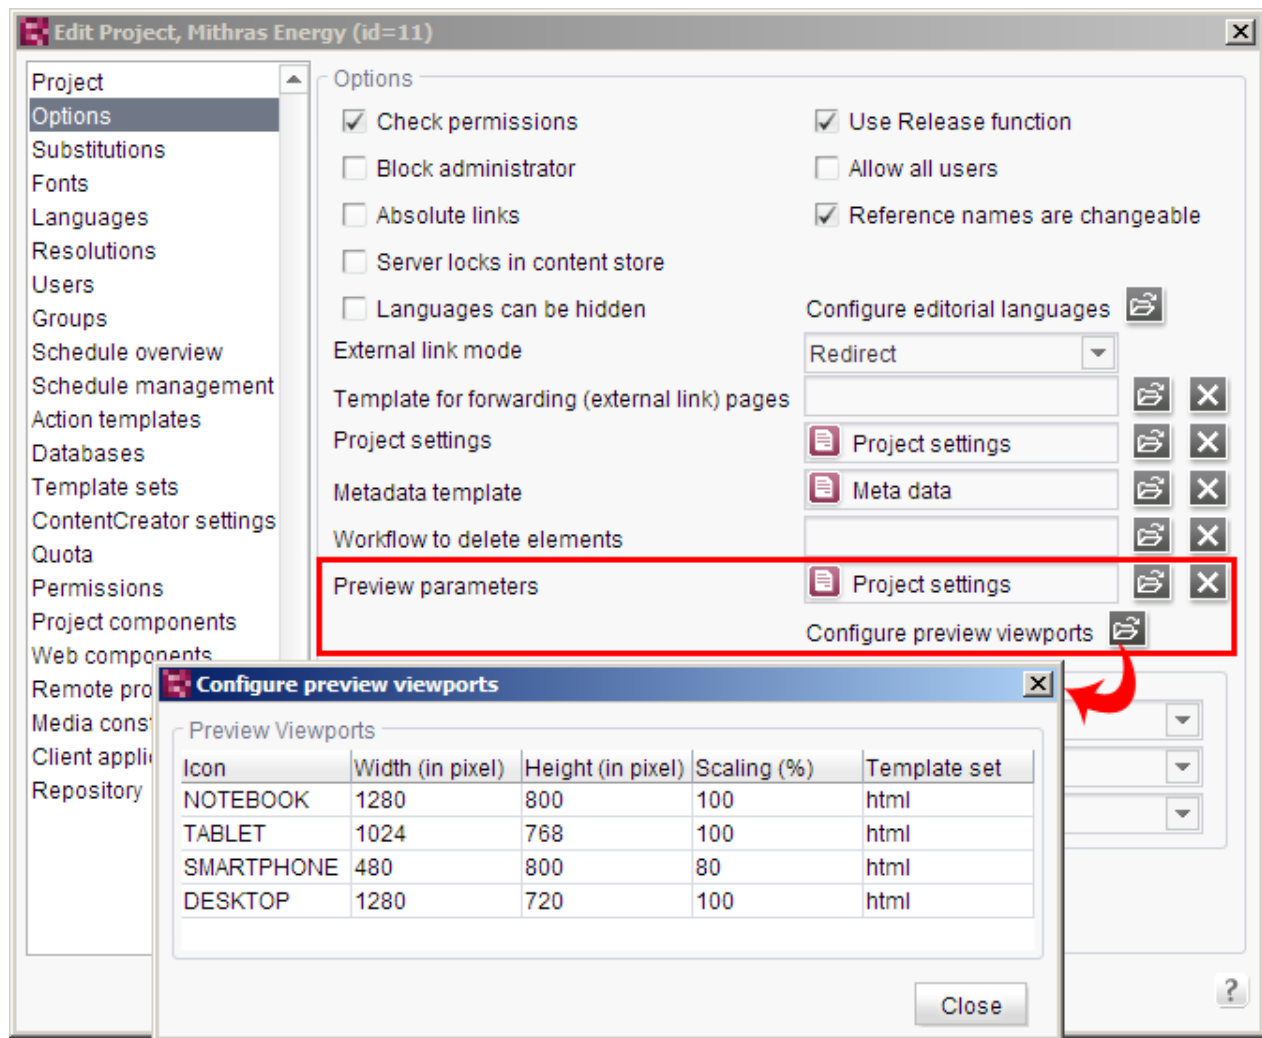 Edit Project, Mithras Energy (id=11)
Project
Options
Substitutions
Fonts
Languages
Resolutions
Users
Groups
Schedule overview
Schedule management
Action templates
Databases
Template sets
ContentCreator settings
Quota
Permissions
Project components
Web components
Remote pro
Media cons
Client appli
Repository
Options
Check permissions
Use Release function
Block administrator
Allow all users
Absolute links
Reference names are changeable
Server locks in content store
Languages can be hidden
Configure editorial languages
External link mode
Redirect
Template for forwarding (external link) pages
Project settings
Project settings
Metadata template
Meta data
Workflow to delete elements
Preview parameters
Project settings
Configure preview viewports
Configure preview viewports
Preview Viewports
Icon Width (in pixel) Height (in pixel) Scaling (%) Template set
NOTEBOOK 1280 800 100 html
TABLET 1024 768 100 html
SMARTPHONE 480 800 80 html
DESKTOP 1280 720 100 html
Close
?